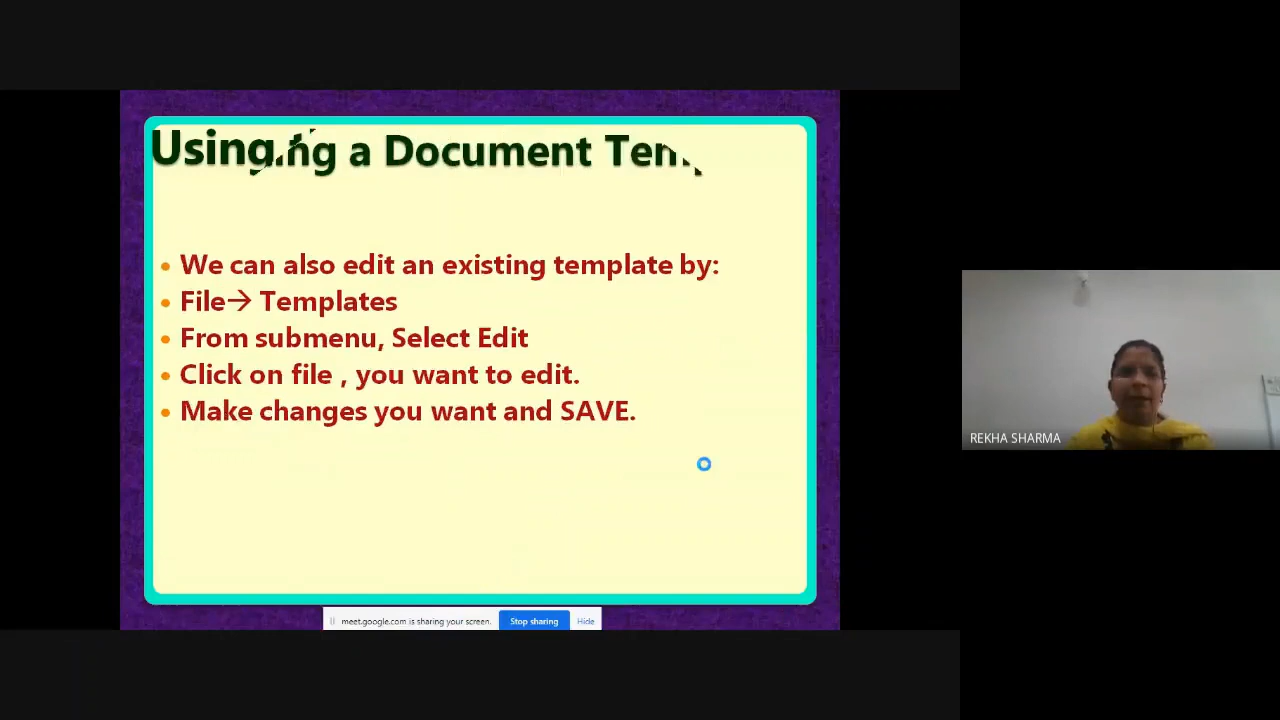 a Document
We can also edit an existing template by:
File→ Templates
From submenu, Select Edit
Click on file , you want to edit.
Make changes you want and SAVE.
REKHA SHARMA
meet.google.com is sharing your screen.
Stop sharing
Hide